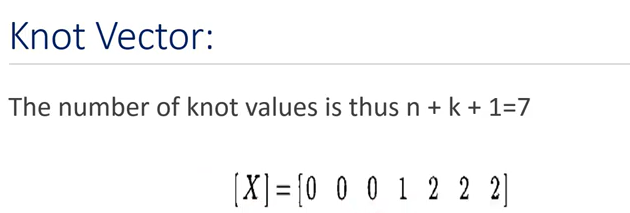 Knot Vector:
The number of knot values is thus n + k + 1=7
[X]=[0 0 0 1 2 2 2]